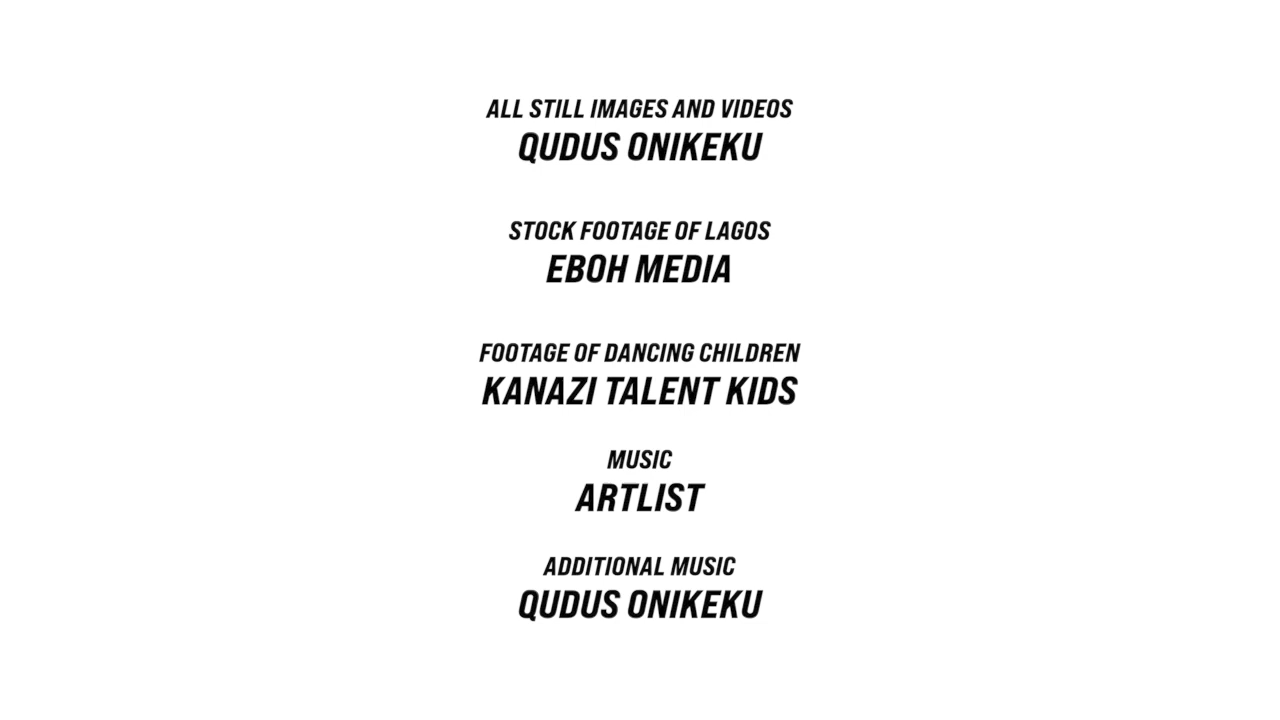 ALL STILL IMAGES AND VIDEOS
QUDUS ONIKEKU
STOCK FOOTAGE OF LAGOS
EBOH MEDIA
FOOTAGE OF DANCING CHILDREN
KANAZI TALENT KIDS
MUSIC
ARTLIST
ADDITIONAL MUSIC
QUDUS ONIKEKU